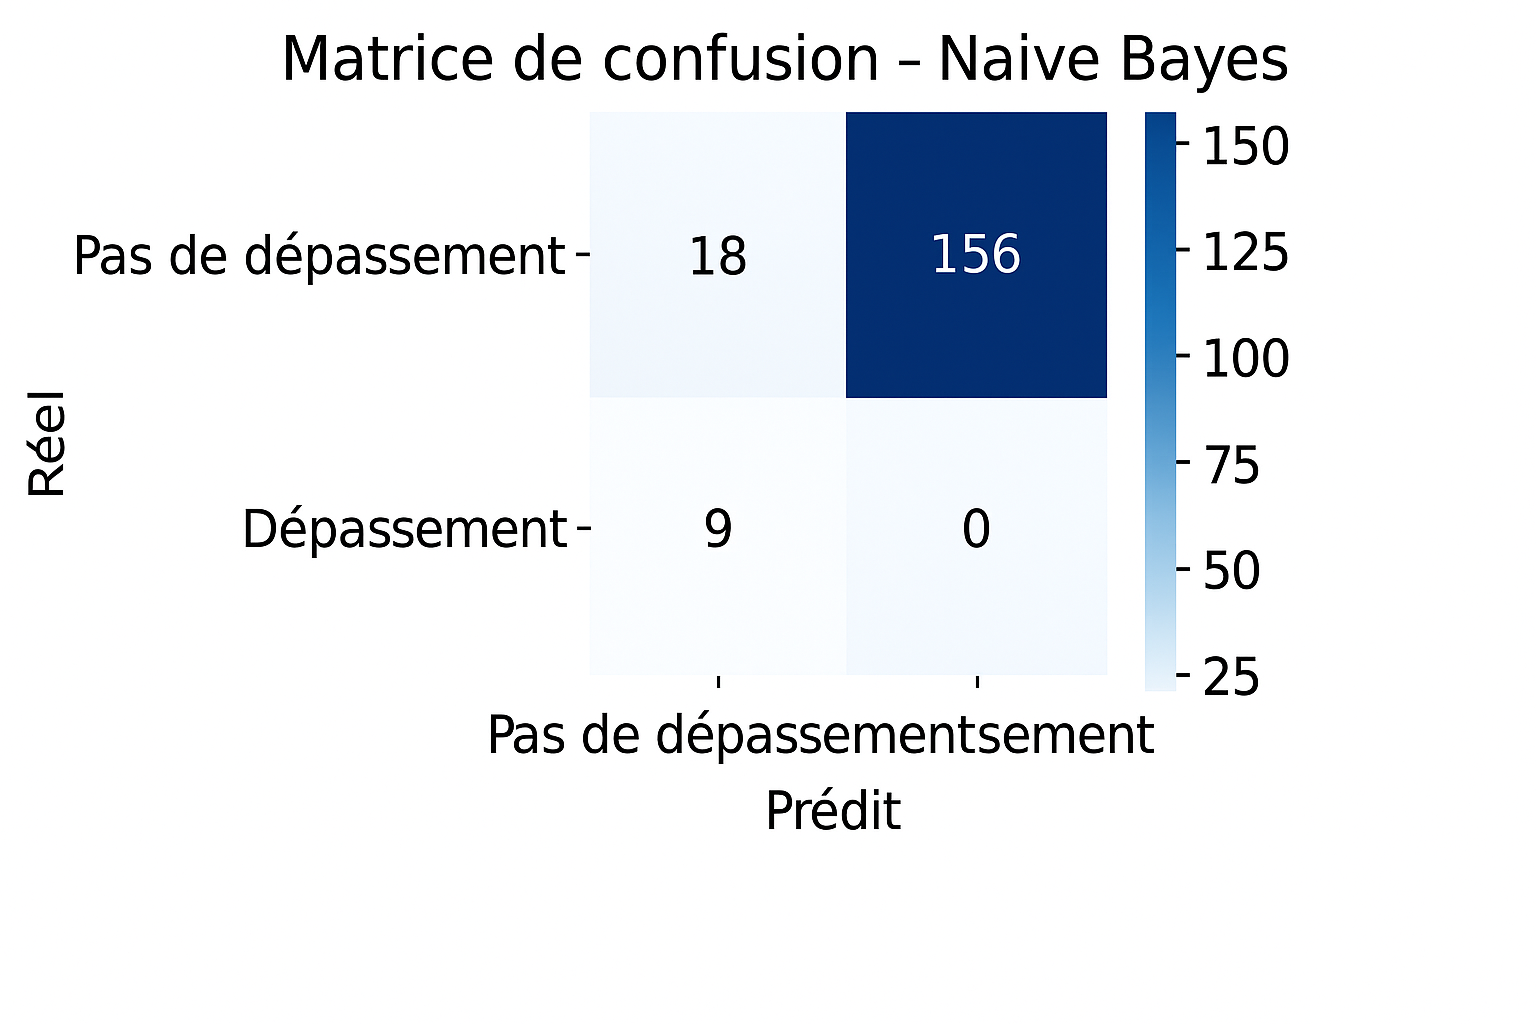 Matrice de confusion – Naive Bayes
150
Pas de dépassement
18
156
125
100
Réel
75
Dépassement
9
0
50
25
Pas de dépassementsement
Prédit